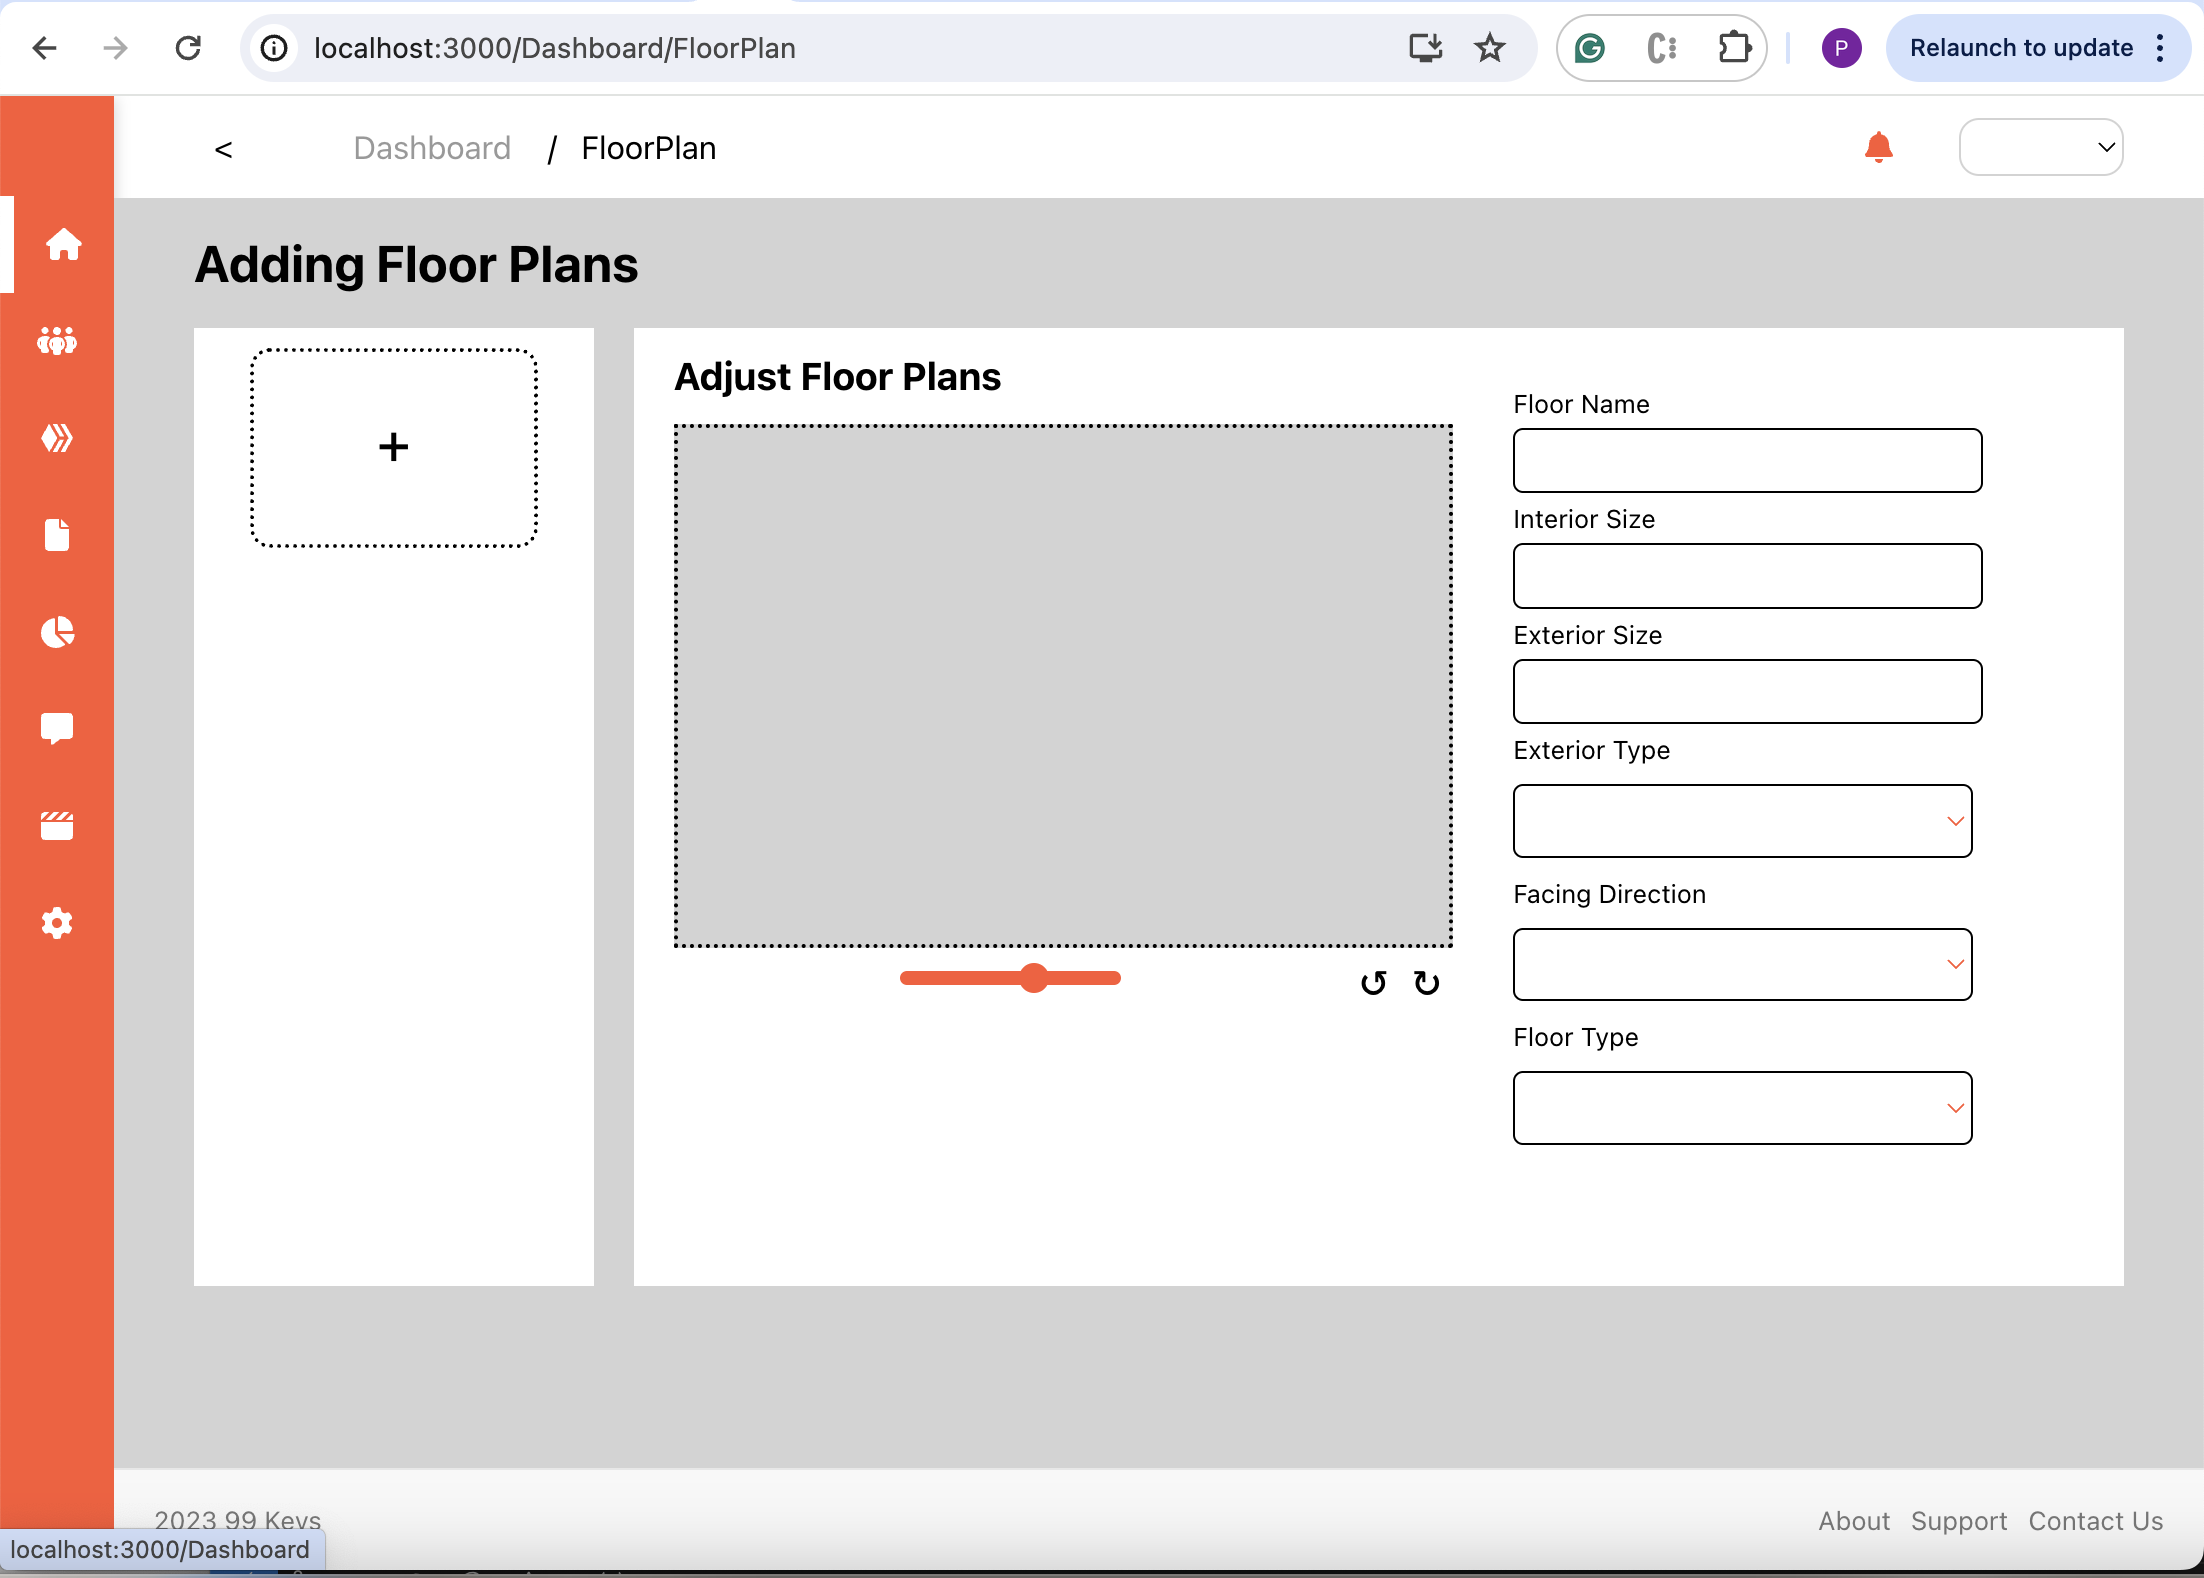 localhost:3000/Dashboard/FloorPlan
P
Relaunch to update
< Dashboard / FloorPlan
Adding Floor Plans
+
Adjust Floor Plans
Floor Name
Interior Size
Exterior Size
Exterior Type
Facing Direction
Floor Type
2023 99 Keys
About Support Contact Us
localhost:3000/Dashboard